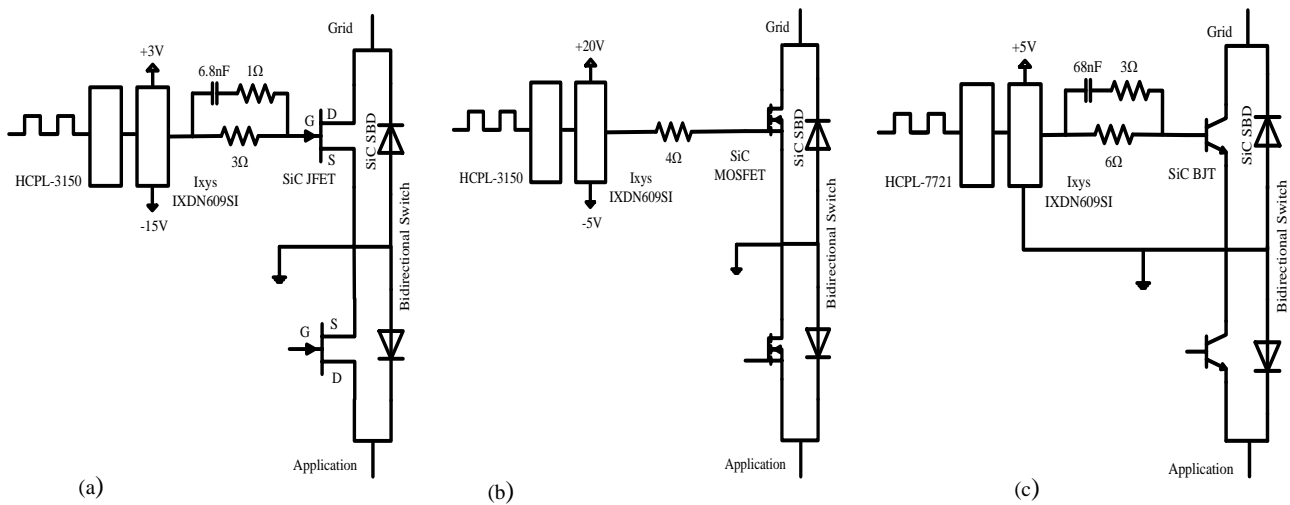 Grid
+3V
6.8nF
1Ω
G
D
3Ω
S
HCPL-3150
Ixys
IXDN609SI
SiC JFET
-15V
SiC SBD
Bidirectional Switch
G
S
D
Application
(a)
Grid
+20V
4Ω
HCPL-3150
Ixys
IXDN609SI
SiC
MOSFET
-5V
SiC SBD
Bidirectional Switch
Application
(b)
Grid
+5V
68nF
3Ω
6Ω
HCPL-7721
Ixys
IXDN609SI
SiC BJT
SiC SBD
Bidirectional Switch
Application
(c)